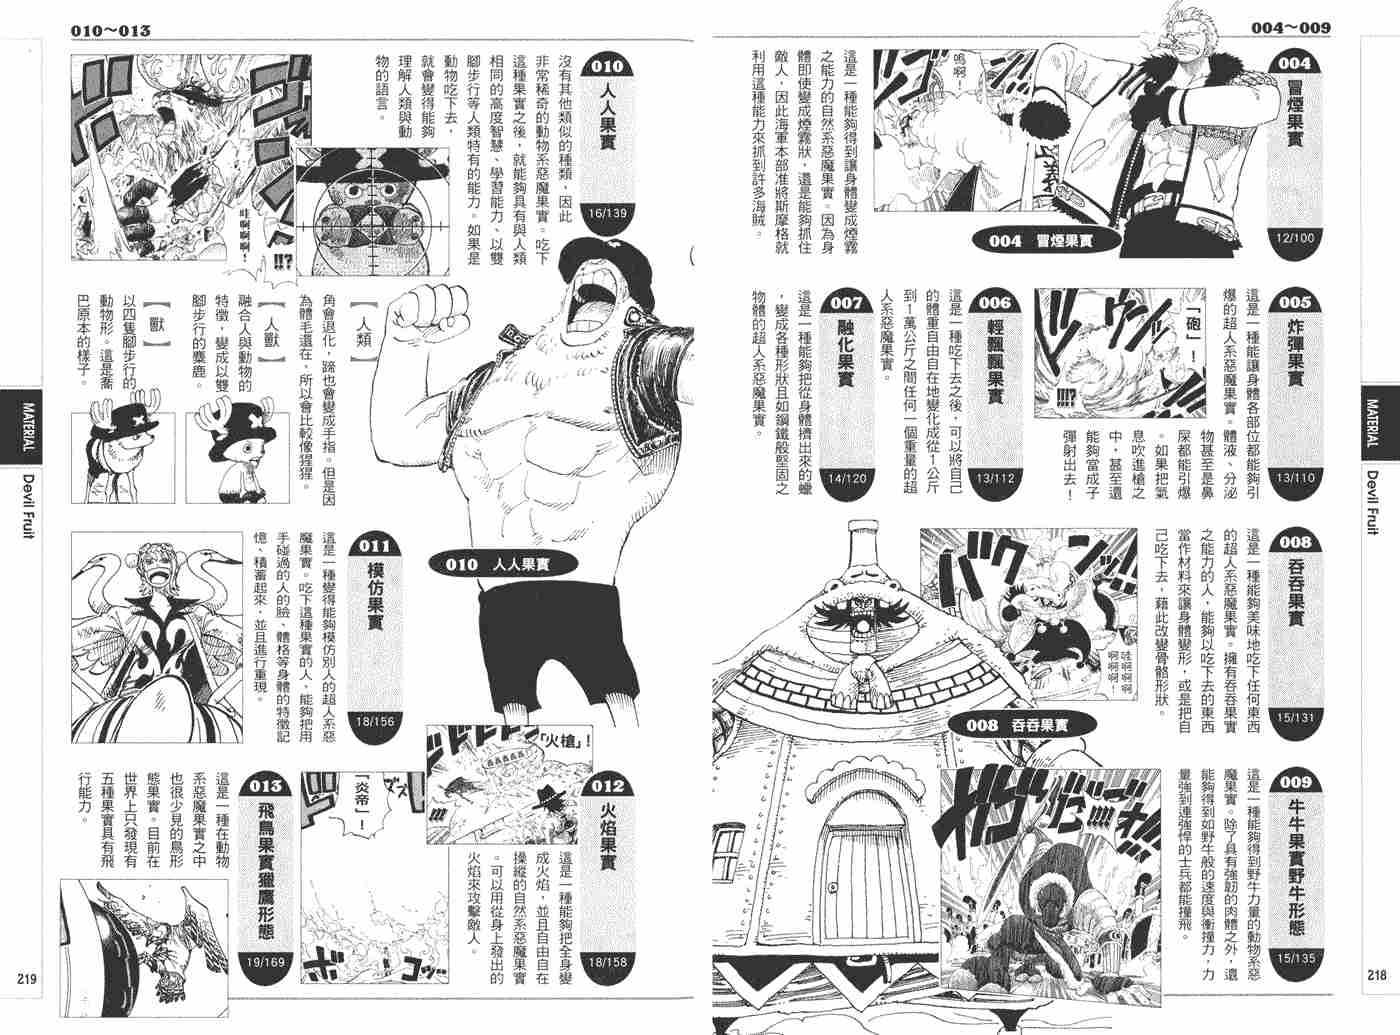 004～009
004
冒煙果實
12/100
這是一種能夠得到讓身體變成煙霧
之能力的自然系惡魔果實。因為身
體即使變成煙霧狀，還是能夠抓住
敵人，因此海軍本部准將斯摩格就
利用這種能力來抓到許多海賊。
嗚
啊！
004 冒煙果實
005
炸彈果實
13/110
這是一種能讓身體各部位都能夠引
爆的超人系惡魔果實。體液、分泌
物甚至是鼻
屎都能引爆
。如果把氣
息吹進槍之
中，甚至還
能夠當成子
彈射出去！
「砲」！
!!!?
006
輕飄飄果實
13/112
這是一種吃下去之後，可以將自己
的體重自由自在地變化成從1公斤
到1萬公斤之間任何一個重量的超
人系惡魔果實。
007
融化果實
14/120
這是一種能夠把從身體擠出來的蠟
，變成各種形狀且如鋼鐵般堅固之
物體的超人系惡魔果實。
008
吞吞果實
15/131
這是一種能夠美味地吃下任何東西
的超人系惡魔果實。擁有吞吞果實
之能力的人，能夠以吃下去的東西
當作材料來讓身體變形，或是把自
己吃下去，藉此改變骨骼形狀。
バクンッ!!
哇啊啊啊
啊啊啊！
008 吞吞果實
009
牛牛果實野牛形態
15/135
這是一種能夠得到野牛力量的動物系惡
魔果實。除了具有強韌的肉體之外，還
能夠得到如野牛般的速度與衝撞力，力
量強到連強悍的士兵都能撞飛。
MATERIAL
Devil Fruit
218
010～013
010
人人果實
16/139
沒有其他類似的種類，因此
非常稀奇的動物系惡魔果實。吃下
這種果實之後，就能夠具有與人類
相同的高度智慧、學習能力、以雙
腳步行等人類特有的能力。如果是
動物吃下去，
就會變得能夠
理解人類與動
物的語言。
!!?
【人類】
角會退化，蹄也會變成手指。但是因
為體毛還在，所以會比較像猩猩。
【人獸】
融合人與動物的
特徵，變成以雙
腳步行的麋鹿。
【獸】
以四隻腳步行的
動物形。這是喬
巴原本的樣子。
010 人人果實
011
模仿果實
18/156
這是一種變得能夠模仿別人的超人系惡
魔果實。吃下這種果實的人，能夠把用
手碰過的人的臉、體格等身體的特徵記
憶、積蓄起來，並且進行重現。
012
火焰果實
18/158
這是一種能夠把全身變
成火焰，並且自由自在
操縱的自然系惡魔果實
。可以用從身上發出的
火焰來攻擊敵人。
「火槍」！
「炎帝」！
013
飛鳥果實獵鷹形態
19/169
這是一種在動物
系惡魔果實之中
也很少見的鳥形
態果實。目前在
世界上只發現有
五種果實具有飛
行能力。
MATERIAL
Devil Fruit
219